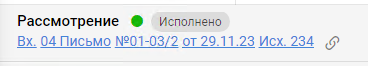 Рассмотрение Исполнено
Вх. 04 Письмо №01-03/2 от 29.11.23 Исх. 234